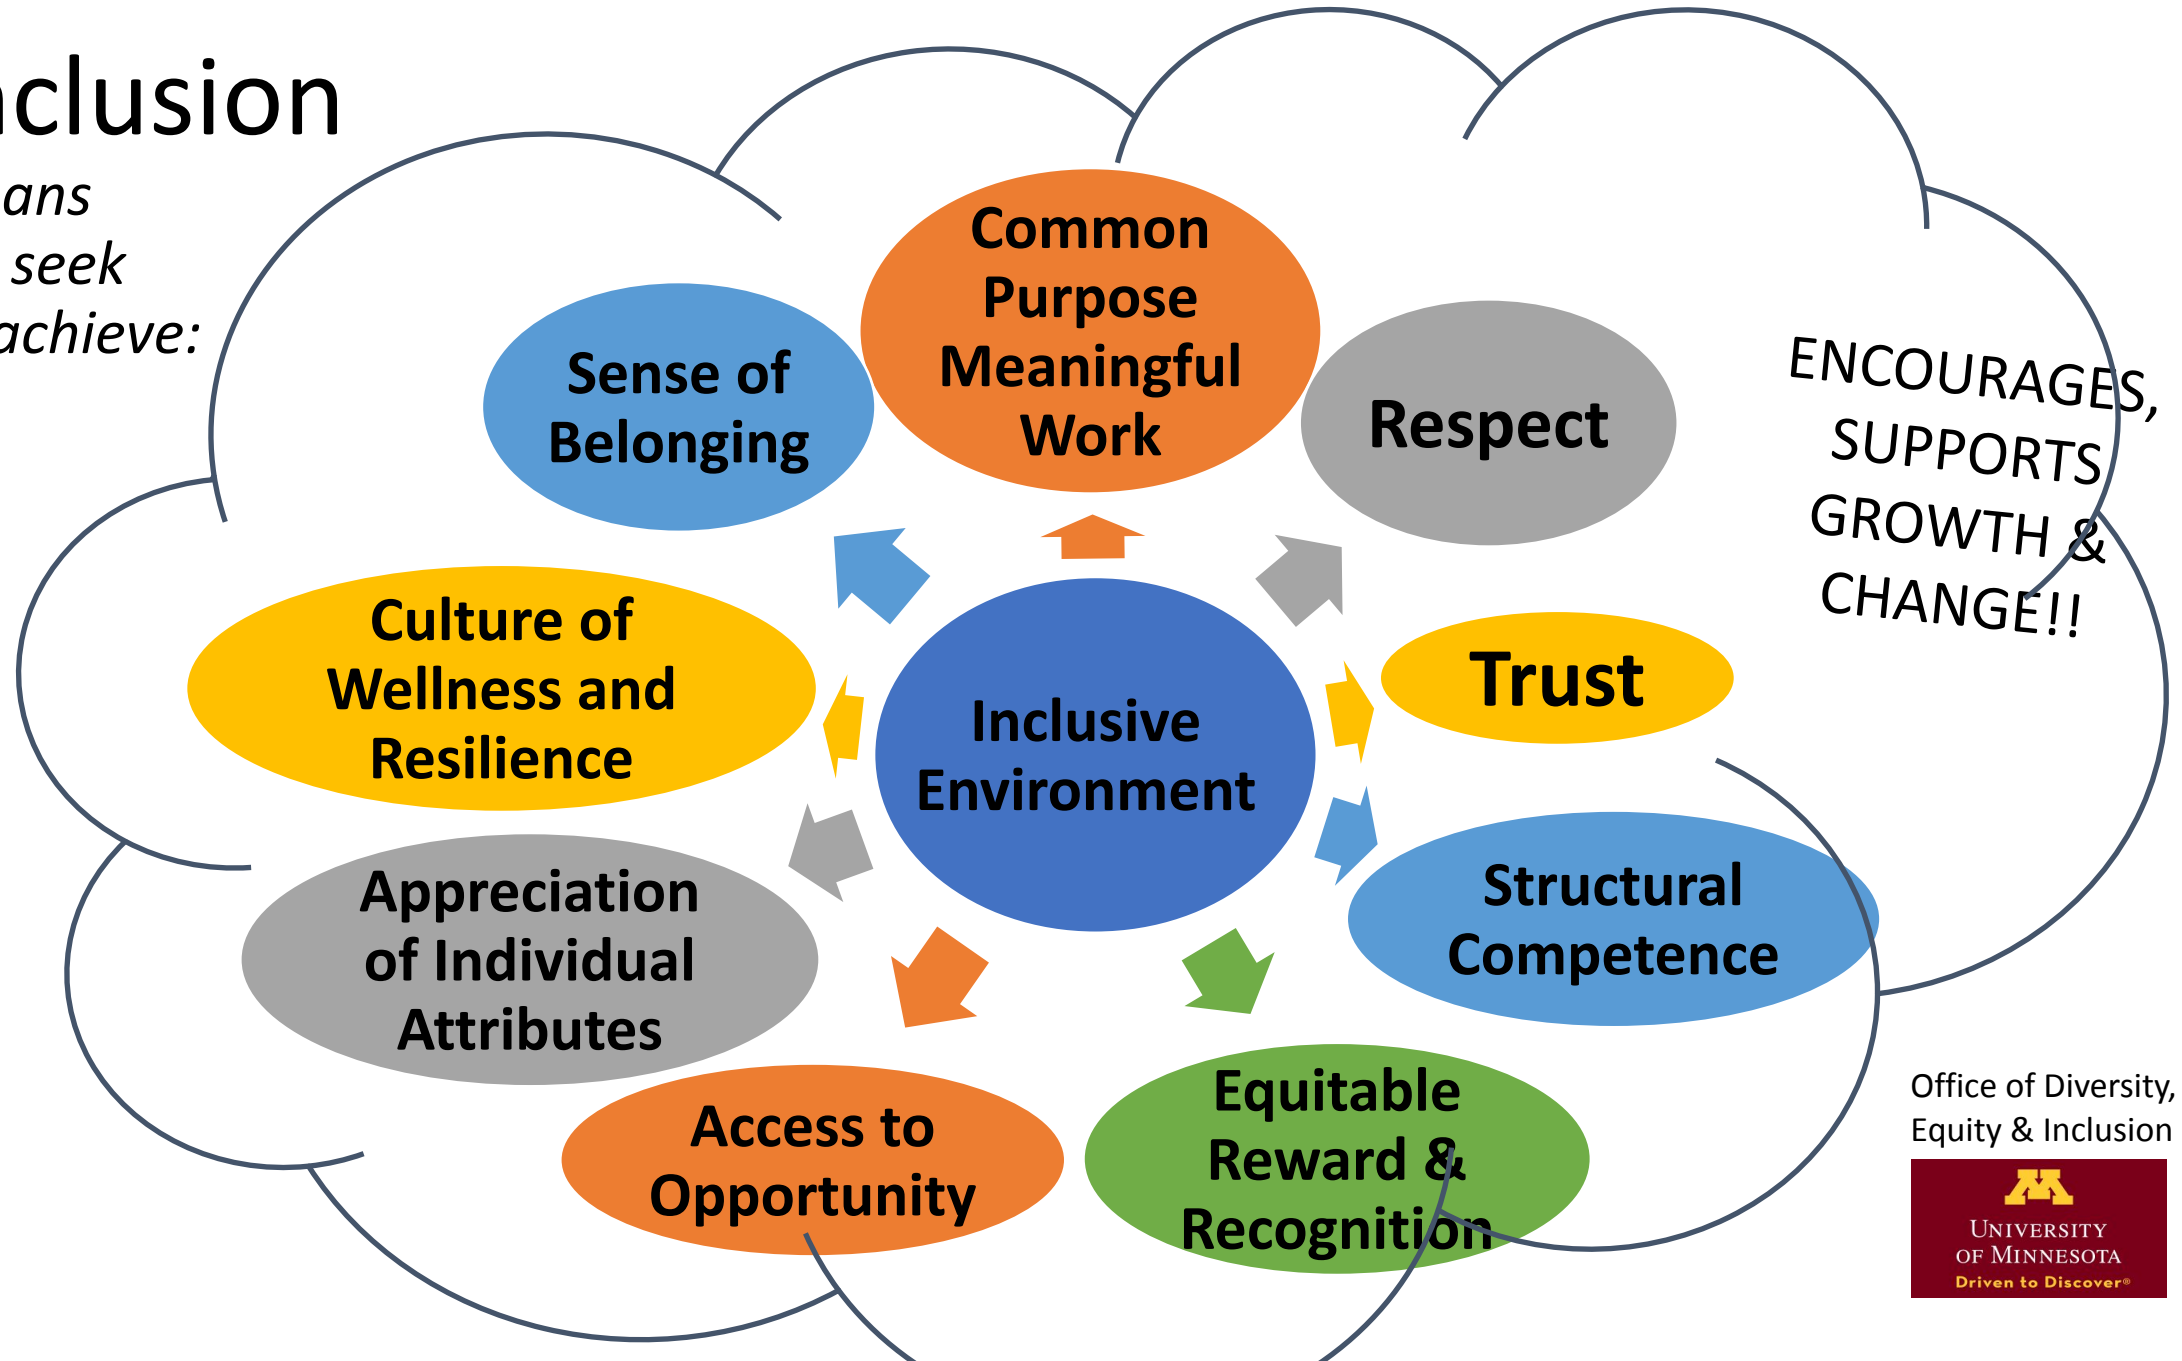 nclusion
ans
seek
achieve:
Common
Purpose
Meaningful
Work
Sense of
Belonging
Respect
ENCOURAGES,
SUPPORTS
GROWTH &
CHANGE!!
Culture of
Wellness and
Resilience
Inclusive
Environment
Trust
Appreciation
of Individual
Attributes
Structural
Competence
Access to
Opportunity
Equitable
Reward &
Recognition
Office of Diversity,
Equity & Inclusion
M
UNIVERSITY
OF MINNESOTA
Driven to Discover®